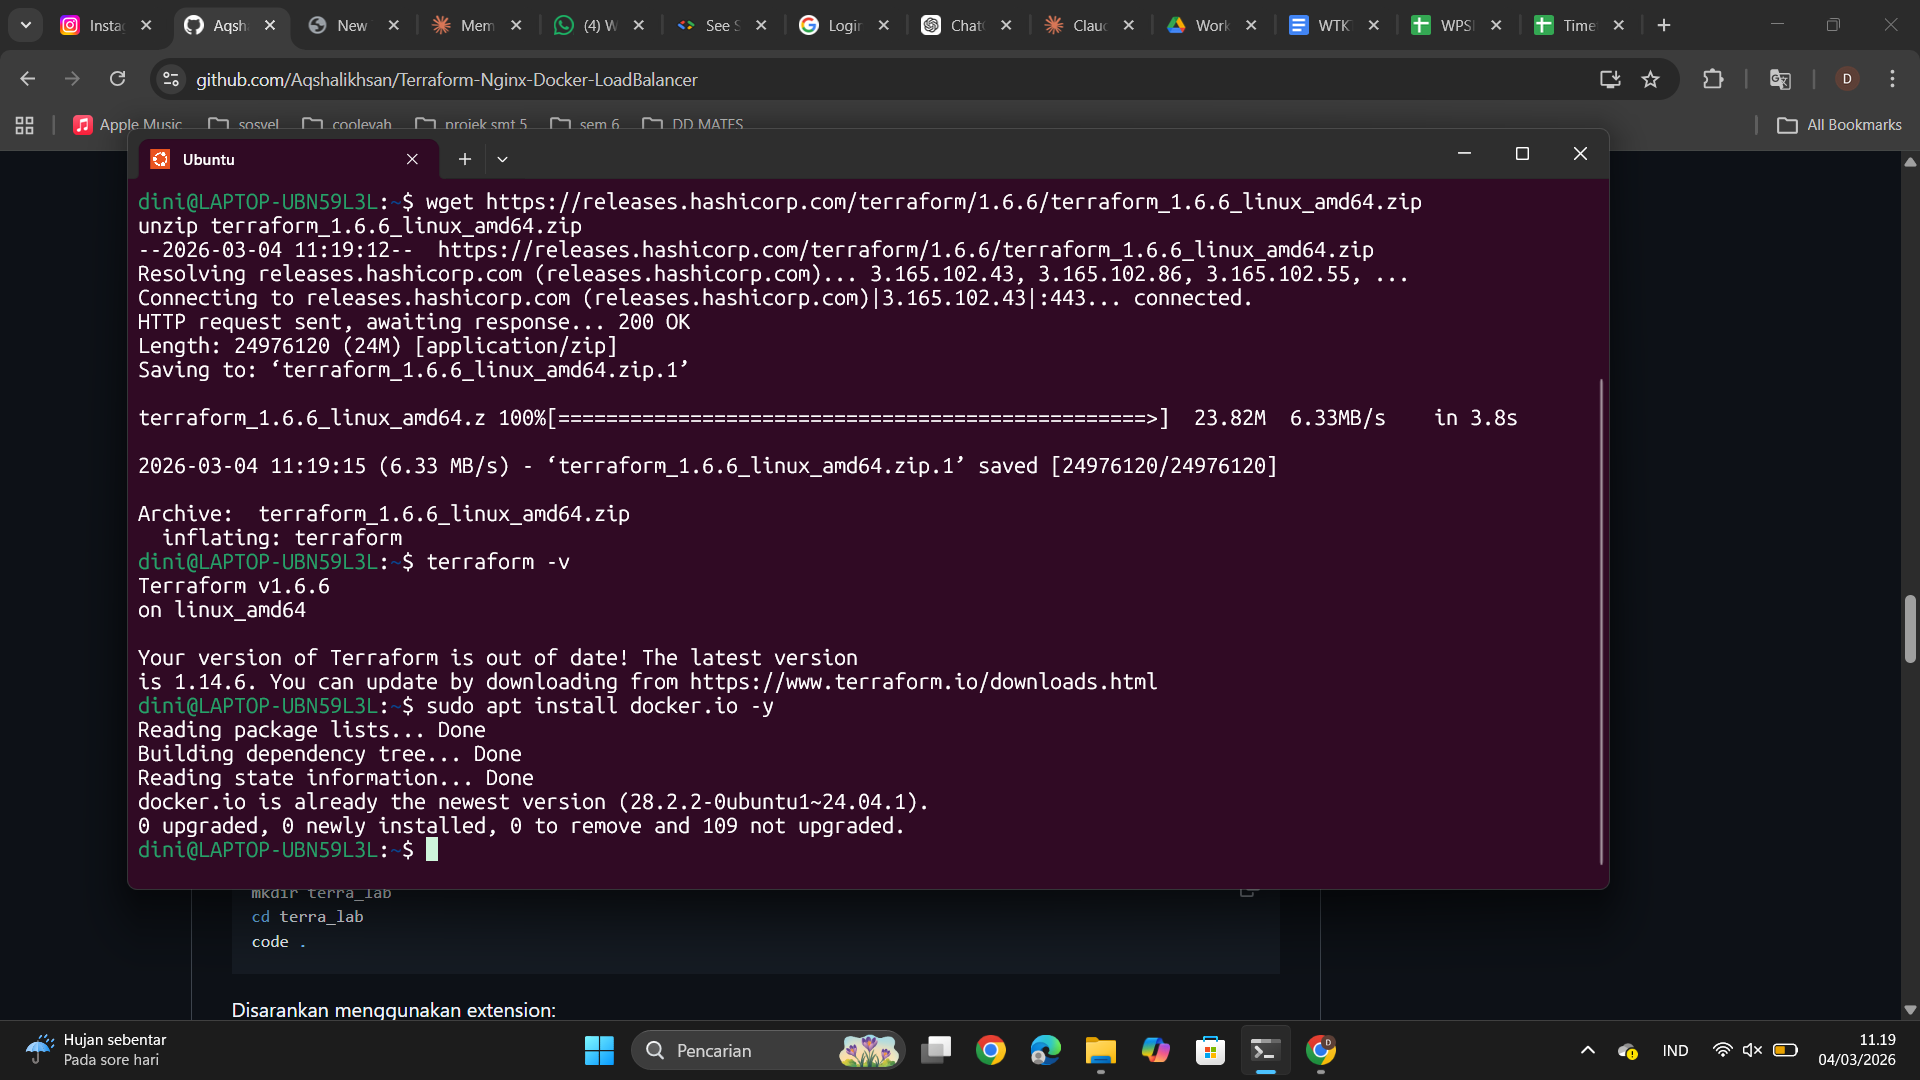 Insta
Aqsh
New
Mem
(4) W
See S
Login
Chat
Clau
Work
WTK
WPS
Time
github.com/Aqshalikhsan/Terraform-Nginx-Docker-LoadBalancer
D
Apple Music
sosvel
cooleyah
projek smt 5
sem 6
DD MATES
All Bookmarks
Ubuntu
dini@LAPTOP-UBN59L3L:~$ wget https://releases.hashicorp.com/terraform/1.6.6/terraform_1.6.6_linux_amd64.zip
unzip terraform_1.6.6_linux_amd64.zip
--2026-03-04 11:19:12--  https://releases.hashicorp.com/terraform/1.6.6/terraform_1.6.6_linux_amd64.zip
Resolving releases.hashicorp.com (releases.hashicorp.com)... 3.165.102.43, 3.165.102.86, 3.165.102.55, ...
Connecting to releases.hashicorp.com (releases.hashicorp.com)|3.165.102.43|:443... connected.
HTTP request sent, awaiting response... 200 OK
Length: 24976120 (24M) [application/zip]
Saving to: ‘terraform_1.6.6_linux_amd64.zip.1’
terraform_1.6.6_linux_amd64.z 100%[=================================================>]  23.82M  6.33MB/s    in 3.8s
2026-03-04 11:19:15 (6.33 MB/s) - ‘terraform_1.6.6_linux_amd64.zip.1’ saved [24976120/24976120]
Archive:  terraform_1.6.6_linux_amd64.zip
inflating: terraform
dini@LAPTOP-UBN59L3L:~$ terraform -v
Terraform v1.6.6
on linux_amd64
Your version of Terraform is out of date! The latest version
is 1.14.6. You can update by downloading from https://www.terraform.io/downloads.html
dini@LAPTOP-UBN59L3L:~$ sudo apt install docker.io -y
Reading package lists... Done
Building dependency tree... Done
Reading state information... Done
docker.io is already the newest version (28.2.2-0ubuntu1~24.04.1).
0 upgraded, 0 newly installed, 0 to remove and 109 not upgraded.
dini@LAPTOP-UBN59L3L:~$
mkdir terra_lab
cd terra_lab
code .
Disarankan menggunakan extension:
Hujan sebentar
Pada sore hari
Pencarian
D
IND
11.19
04/03/2026